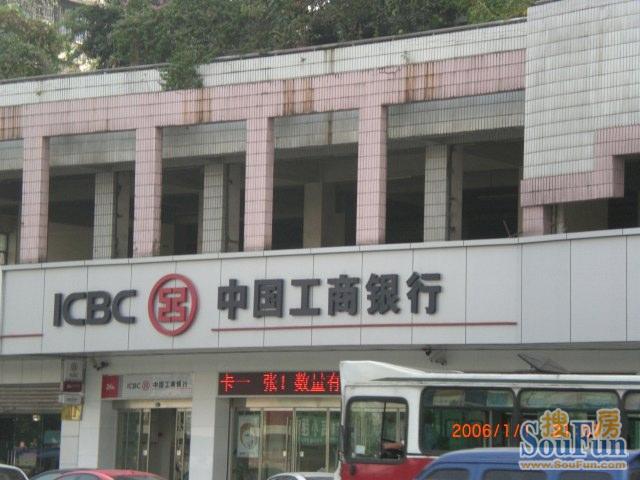 ICBC 中国工商银行
ICBC 中国工商银行
卡一 张！数量有
2006/1/
搜房
SouFun
www.SouFun.com